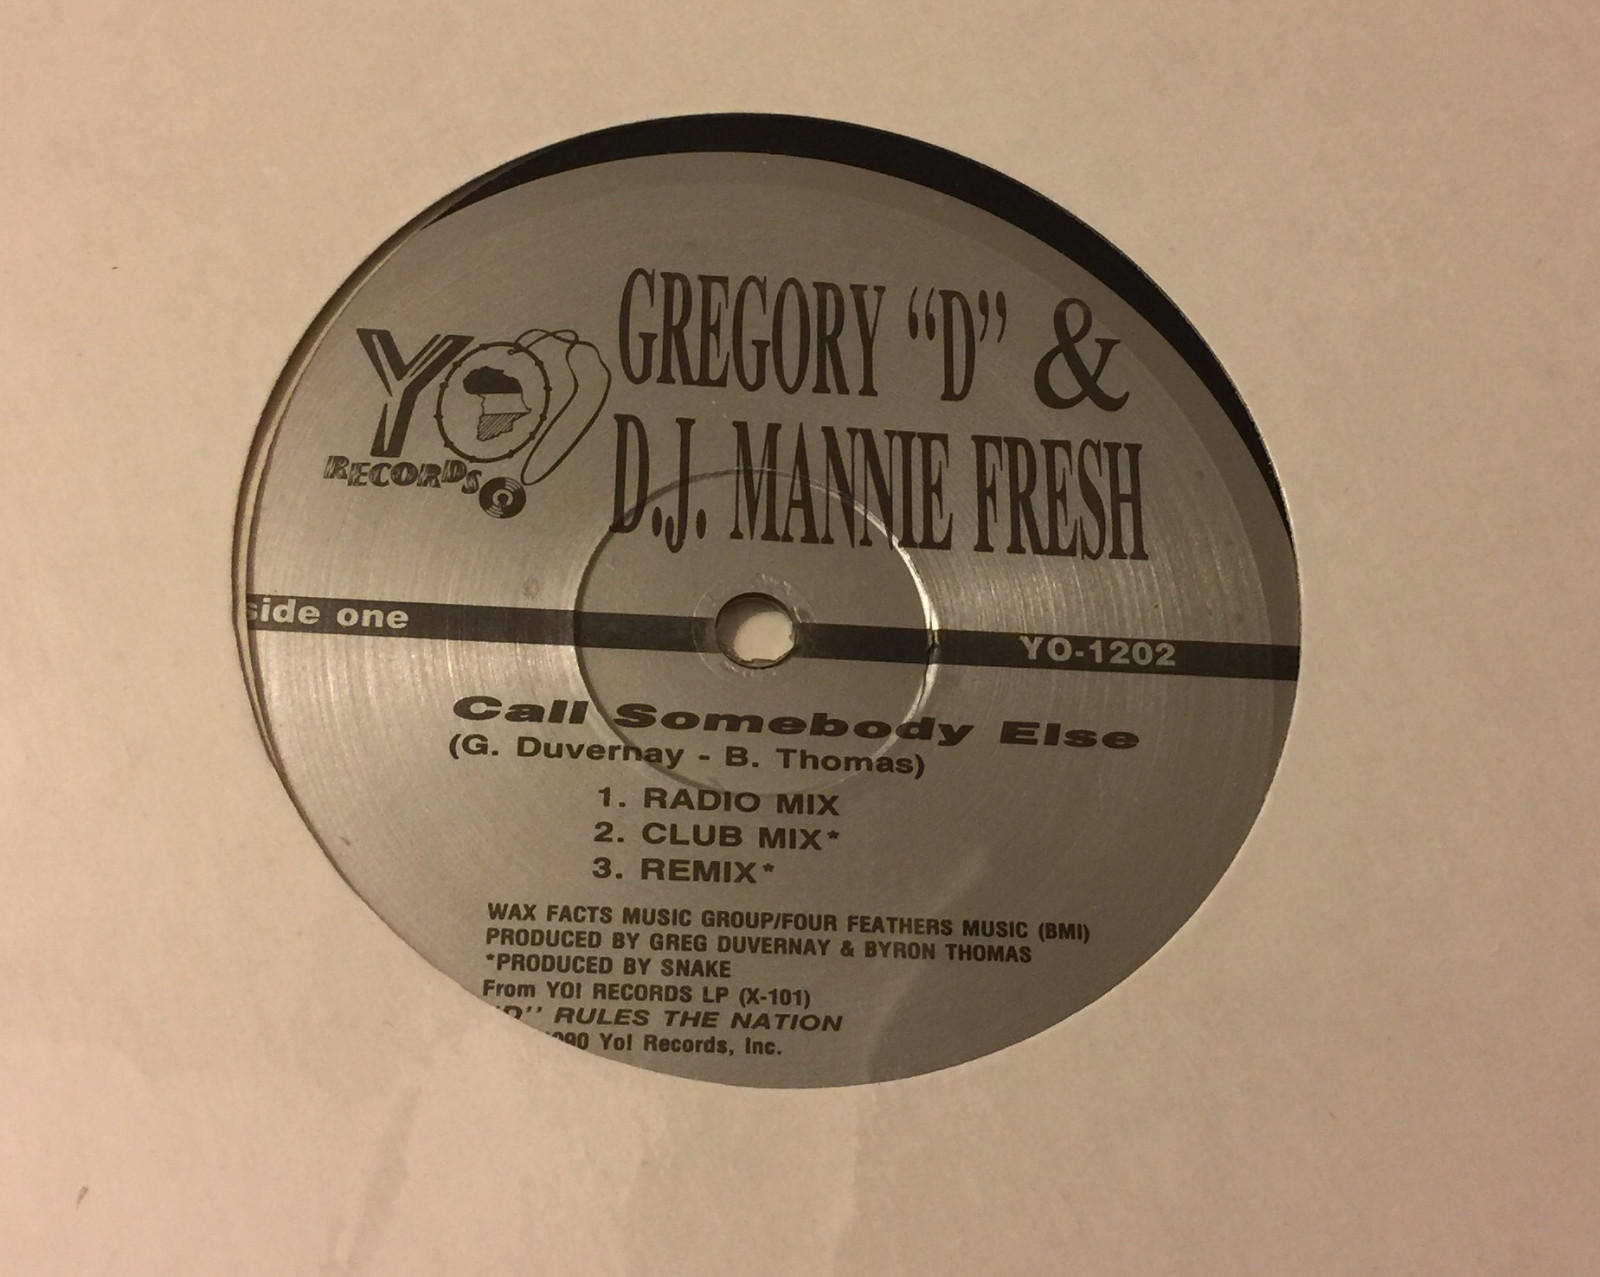 YO
RECORDS
GREGORY “D” &
D.J. MANNIE FRESH
side one
YO-1202
Call Somebody Else
(G. Duvernay - B. Thomas)
1. RADIO MIX
2. CLUB MIX*
3. REMIX*
WAX FACTS MUSIC GROUP/FOUR FEATHERS MUSIC (BMI)
PRODUCED BY GREG DUVERNAY & BYRON THOMAS
*PRODUCED BY SNAKE
From YO! RECORDS LP (X-101)
"D" RULES THE NATION
Yo! Records, Inc.